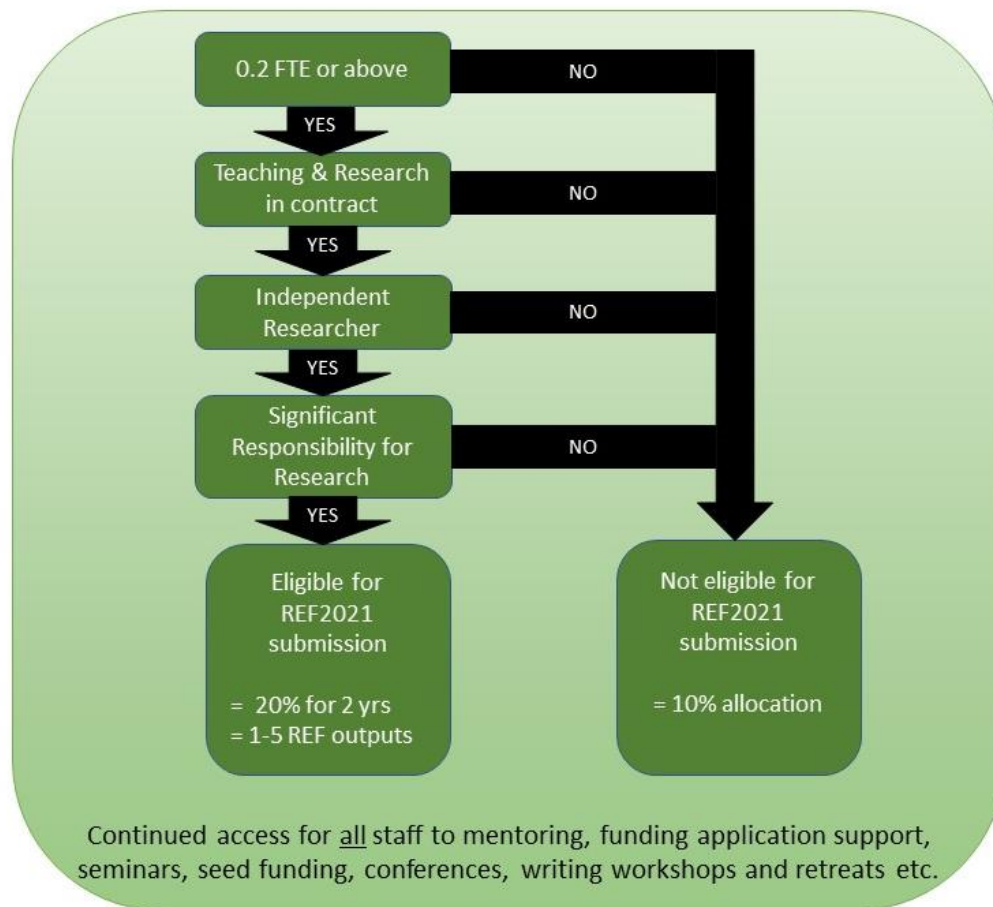 0.2 FTE or above
NO
YES
Teaching & Research
in contract
NO
YES
Independent
Researcher
NO
YES
Significant
Responsibility for
Research
NO
YES
Eligible for
REF2021
submission
= 20% for 2 yrs
= 1-5 REF outputs
Not eligible for
REF2021
submission
= 10% allocation
Continued access for all staff to mentoring, funding application support,
seminars, seed funding, conferences, writing workshops and retreats etc.